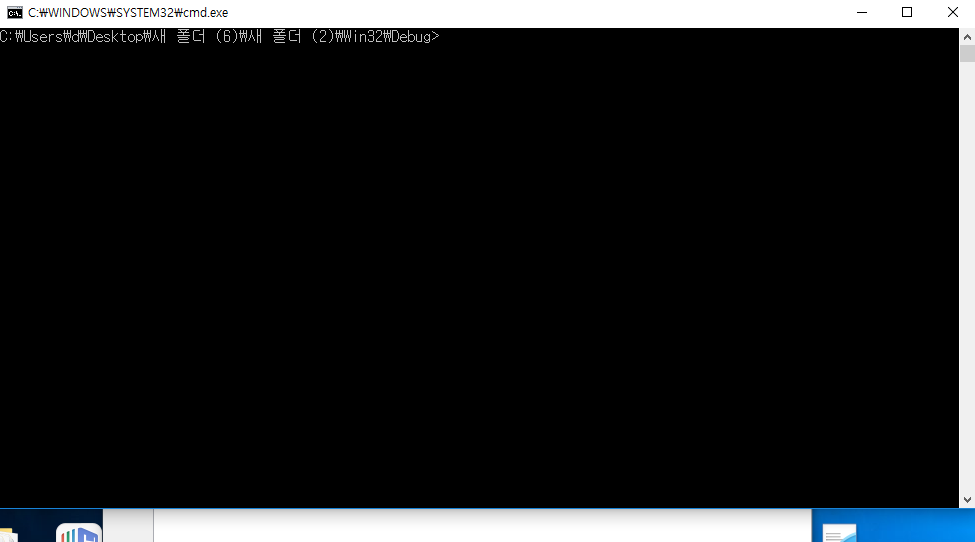 C:₩WINDOWS₩SYSTEM32₩cmd.exe
C:₩Users₩d₩Desktop₩새 폴더 (6)₩새 폴더 (2)₩Win32₩Debug>